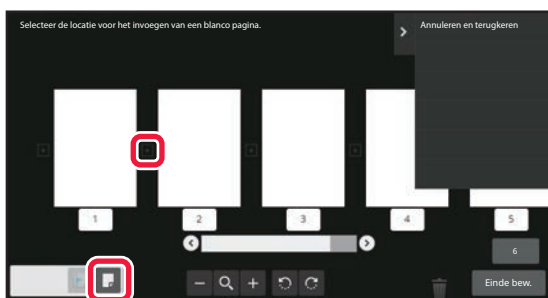 Selecteer de locatie voor het invoegen van een blanco pagina.
Annuleren en terugkeren
1
2
3
4
5
6
Einde bew.